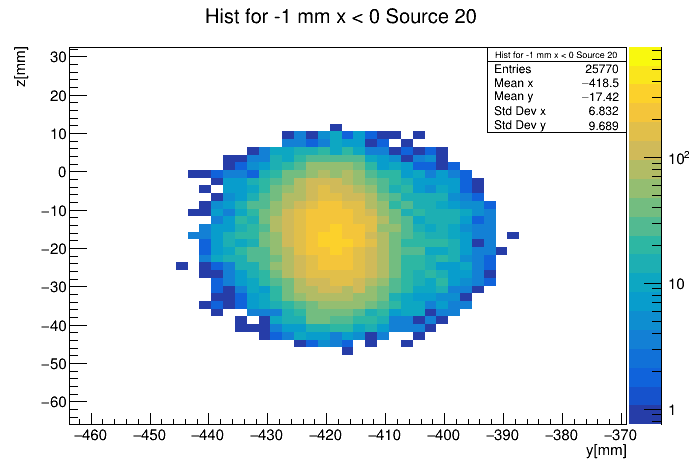 Hist for -1 mm x < 0 Source 20
z[mm]
30
20
10
0
−10
−20
−30
−40
−50
−60
−460 −450 −440 −430 −420 −410 −400 −390 −380 −370
y[mm]
Hist for -1 mm x < 0 Source 20
Entries 25770
Mean x −418.5
Mean y −17.42
Std Dev x 6.832
Std Dev y 9.689
10²
10
1